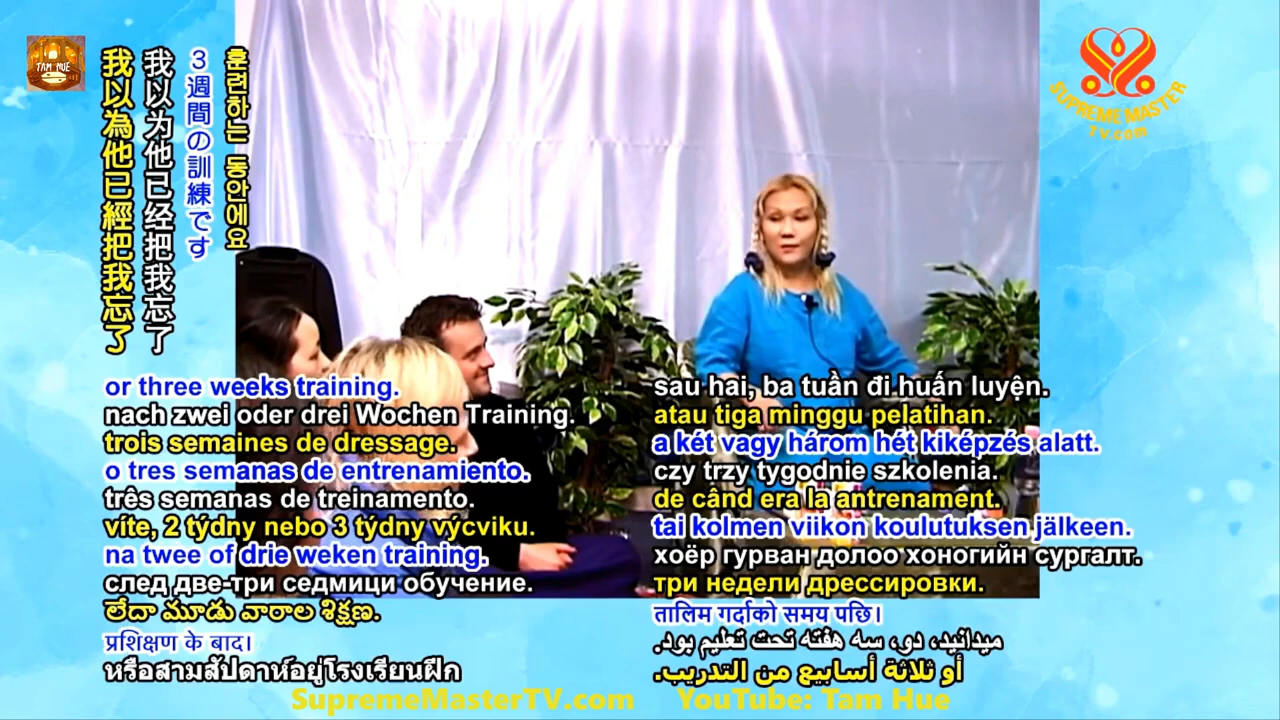 TAM HUE
我以為他已經把我忘了
我以为他已经把我忘了
3週間の訓練です
훈련하는 동안에요
SUPREME MASTER
TV.com
or three weeks training.
nach zwei oder drei Wochen Training.
trois semaines de dressage.
o tres semanas de entrenamiento.
três semanas de treinamento.
víte, 2 týdny nebo 3 týdny výcviku.
na twee of drie weken training.
след две-три седмици обучение.
లేదా మూడు వారాల శిక్షణ.
प्रशिक्षण के बाद।
หรือสามสัปดาห์อยู่โรงเรียนฝึก
sau hai, ba tuần đi huấn luyện.
atau tiga minggu pelatihan.
a két vagy három hét kiképzés alatt.
czy trzy tygodnie szkolenia.
de când era la antrenament.
tai kolmen viikon koulutuksen jälkeen.
хоёр гурван долоо хоногийн сургалт.
три недели дрессировки.
तालिम गर्दाको समय पछि।
میدانید، دو، سه هفته تحت تعلیم بود.
أو ثلاثة أسابيع من التدريب.
SupremeMasterTV.com YouTube: Tam Hue